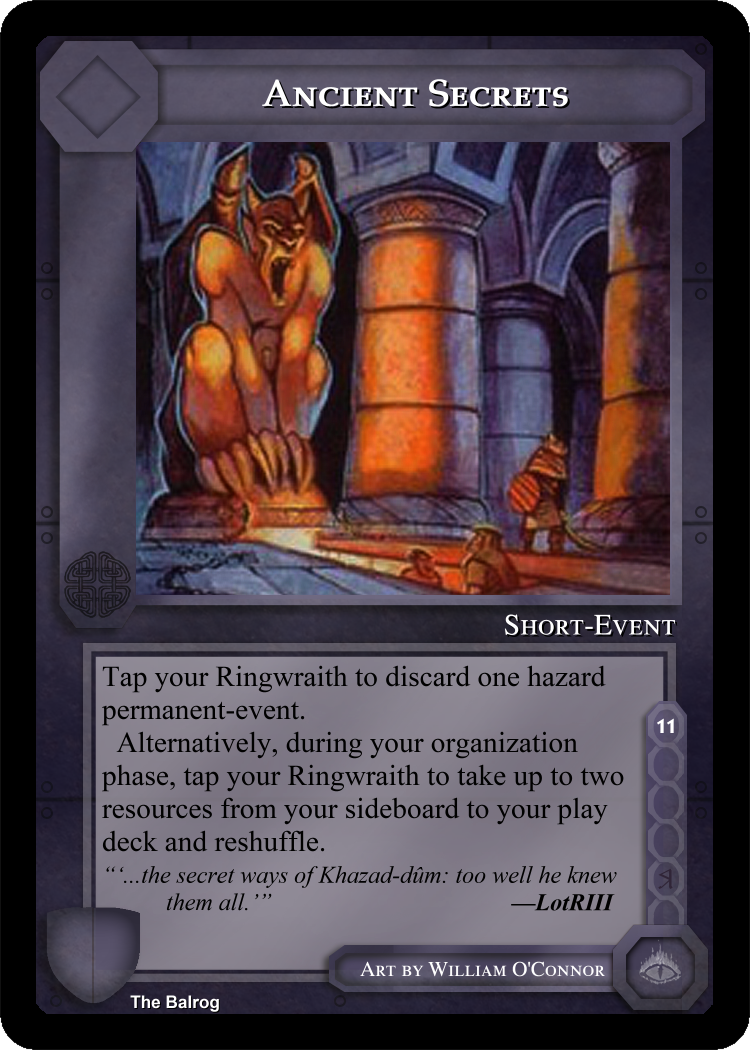 Ancient Secrets
Short-Event
Tap your Ringwraith to discard one hazard
permanent-event.
Alternatively, during your organization
phase, tap your Ringwraith to take up to two
resources from your sideboard to your play
deck and reshuffle.
“‘...the secret ways of Khazad-dûm: too well he knew
them all.’” —LotRIII
11
Art by William O'Connor
The Balrog